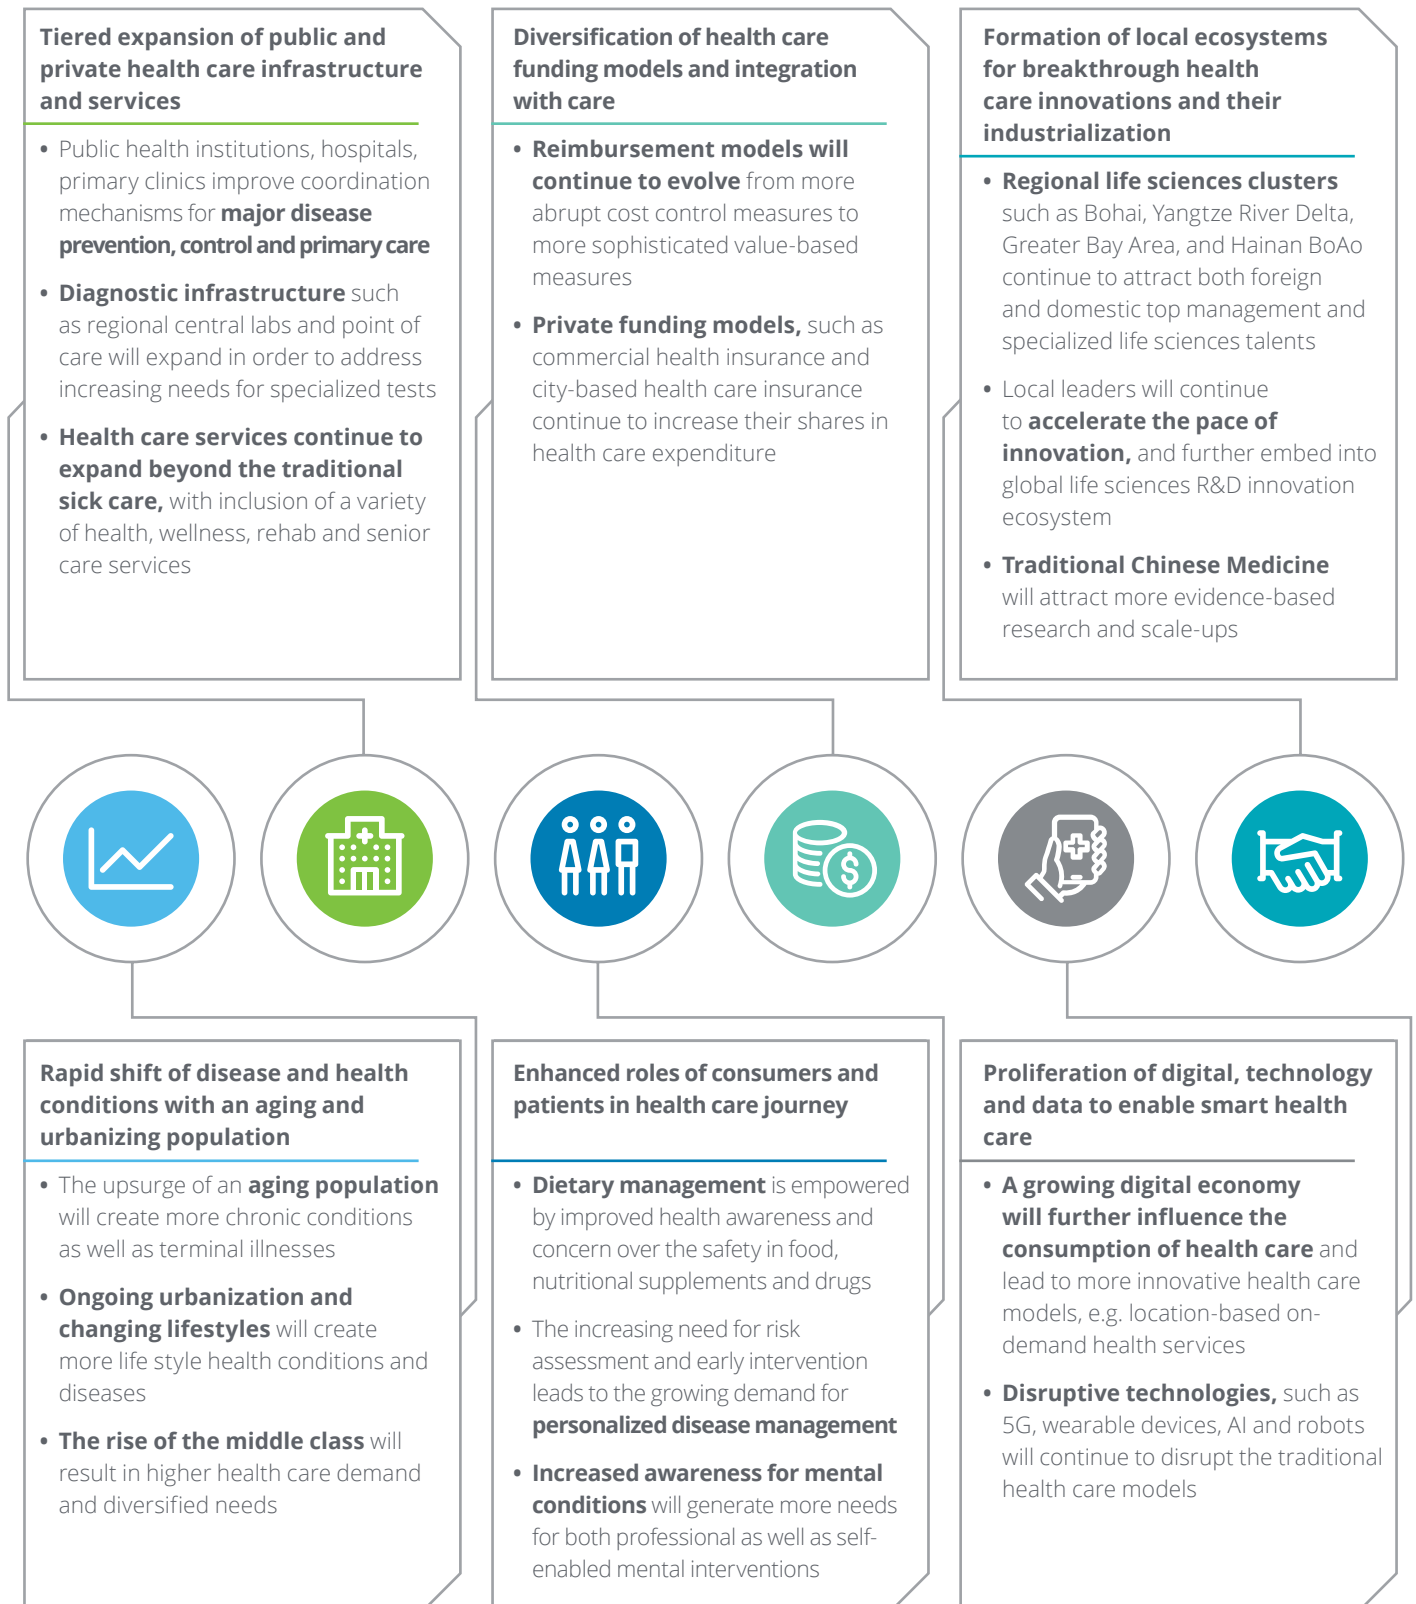 Tiered expansion of public and
private health care infrastructure
and services
• Public health institutions, hospitals,
primary clinics improve coordination
mechanisms for major disease
prevention, control and primary care
• Diagnostic infrastructure such
as regional central labs and point of
care will expand in order to address
increasing needs for specialized tests
• Health care services continue to
expand beyond the traditional
sick care, with inclusion of a variety
of health, wellness, rehab and senior
care services
Diversification of health care
funding models and integration
with care
• Reimbursement models will
continue to evolve from more
abrupt cost control measures to
more sophisticated value-based
measures
• Private funding models, such as
commercial health insurance and
city-based health care insurance
continue to increase their shares in
health care expenditure
Formation of local ecosystems
for breakthrough health
care innovations and their
industrialization
• Regional life sciences clusters
such as Bohai, Yangtze River Delta,
Greater Bay Area, and Hainan BoAo
continue to attract both foreign
and domestic top management and
specialized life sciences talents
• Local leaders will continue
to accelerate the pace of
innovation, and further embed into
global life sciences R&D innovation
ecosystem
• Traditional Chinese Medicine
will attract more evidence-based
research and scale-ups
$
Rapid shift of disease and health
conditions with an aging and
urbanizing population
• The upsurge of an aging population
will create more chronic conditions
as well as terminal illnesses
• Ongoing urbanization and
changing lifestyles will create
more life style health conditions and
diseases
• The rise of the middle class will
result in higher health care demand
and diversified needs
Enhanced roles of consumers and
patients in health care journey
• Dietary management is empowered
by improved health awareness and
concern over the safety in food,
nutritional supplements and drugs
• The increasing need for risk
assessment and early intervention
leads to the growing demand for
personalized disease management
• Increased awareness for mental
conditions will generate more needs
for both professional as well as self-
enabled mental interventions
Proliferation of digital, technology
and data to enable smart health
care
• A growing digital economy
will further influence the
consumption of health care and
lead to more innovative health care
models, e.g. location-based on-
demand health services
• Disruptive technologies, such as
5G, wearable devices, AI and robots
will continue to disrupt the traditional
health care models